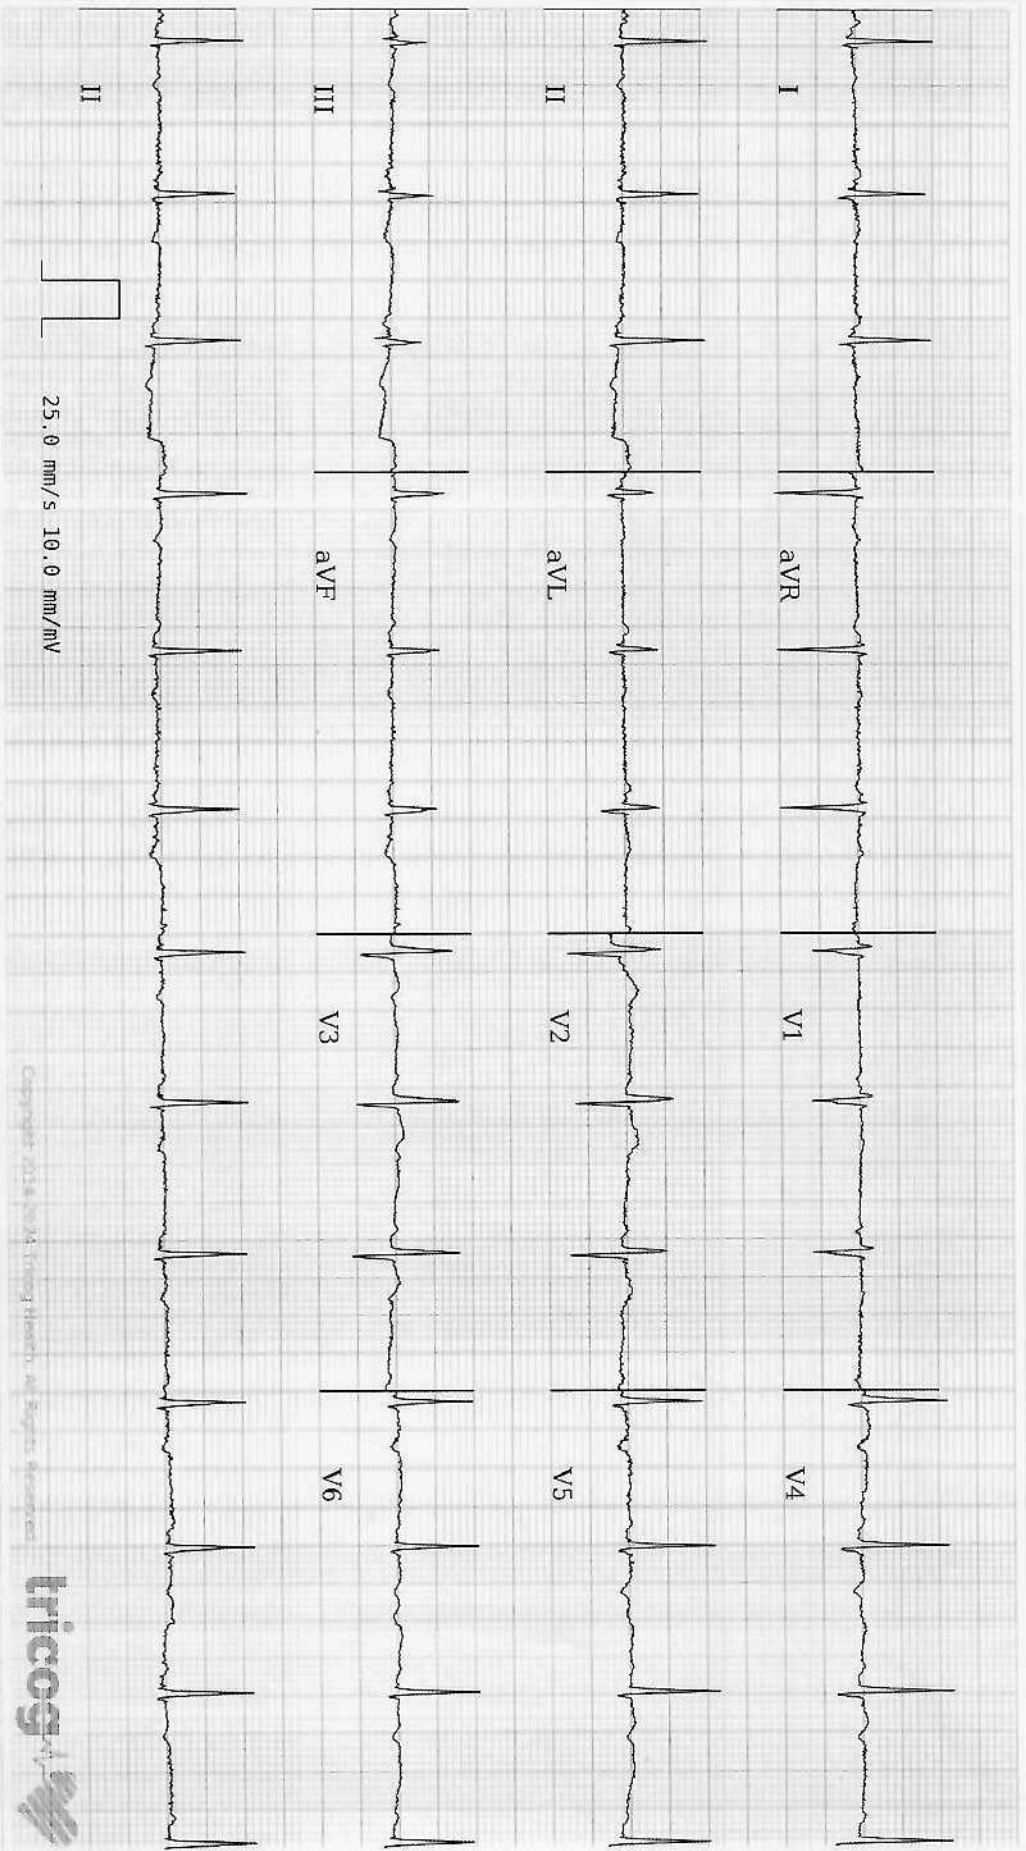 I aVR V1 V4
II aVL V2 V5
III aVF V3 V6
II
25.0 mm/s 10.0 mm/mV
Reserved
tricog